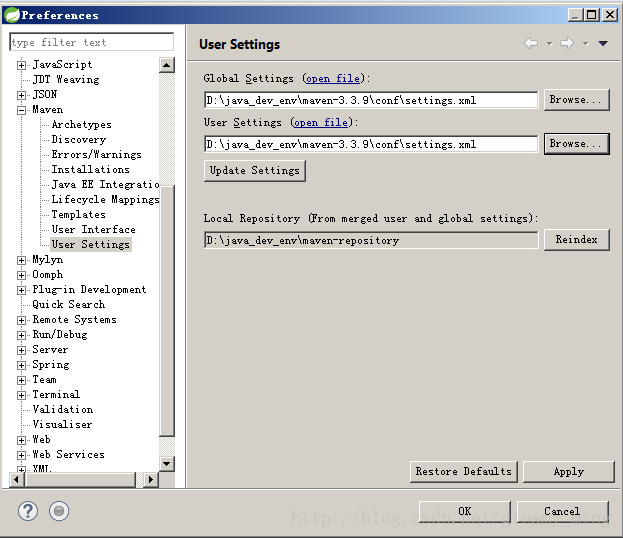 Preferences
type filter text
User Settings
JavaScript
JDT Weaving
JSON
Maven
Archetypes
Discovery
Errors/Warnings
Installations
Java EE Integratio
Lifecycle Mappings
Templates
User Interface
User Settings
Mylyn
Oomph
Plug-in Development
Quick Search
Remote Systems
Run/Debug
Server
Spring
Team
Terminal
Validation
Visualiser
Web
Web Services
XML
Global Settings (open file):
D:\java_dev_env\maven-3.3.9\conf\settings.xml
Browse...
User Settings (open file):
D:\java_dev_env\maven-3.3.9\conf\settings.xml
Browse...
Update Settings
Local Repository (From merged user and global settings):
D:\java_dev_env\maven-repository
Reindex
Restore Defaults
Apply
OK
Cancel